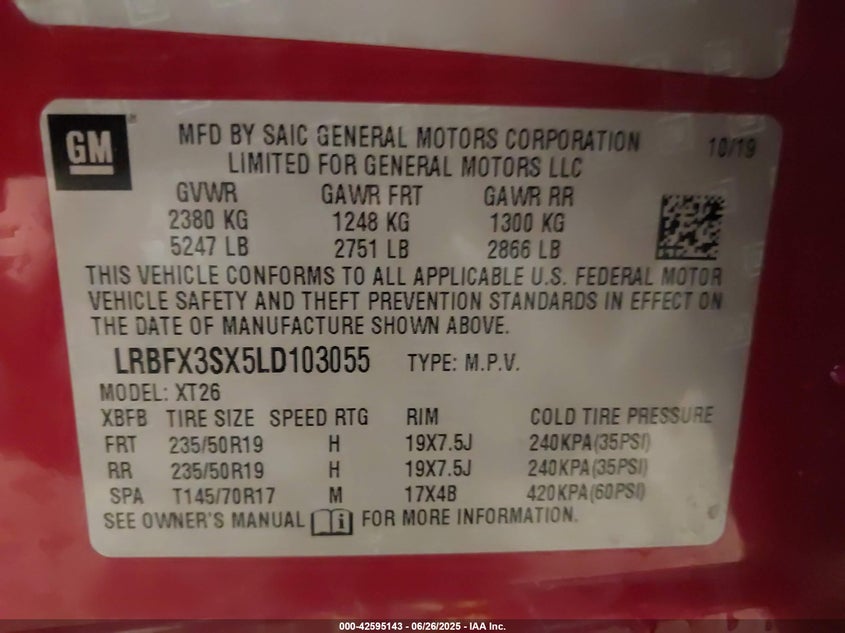 GM
MFD BY SAIC GENERAL MOTORS CORPORATION 10/19
LIMITED FOR GENERAL MOTORS LLC
GVWR GAWR FRT GAWR RR
2380 KG 1248 KG 1300 KG
5247 LB 2751 LB 2866 LB
THIS VEHICLE CONFORMS TO ALL APPLICABLE U.S. FEDERAL MOTOR
VEHICLE SAFETY AND THEFT PREVENTION STANDARDS IN EFFECT ON
THE DATE OF MANUFACTURE SHOWN ABOVE.
LRBFX3SX5LD103055 TYPE: M.P.V.
MODEL: XT26
XBFB TIRE SIZE SPEED RTG RIM COLD TIRE PRESSURE
FRT 235/50R19 H 19X7.5J 240KPA(35PSI)
RR 235/50R19 H 19X7.5J 240KPA(35PSI)
SPA T145/70R17 M 17X4B 420KPA(60PSI)
SEE OWNER'S MANUAL i FOR MORE INFORMATION.
000-42595143 - 06/26/2025 - IAA Inc.